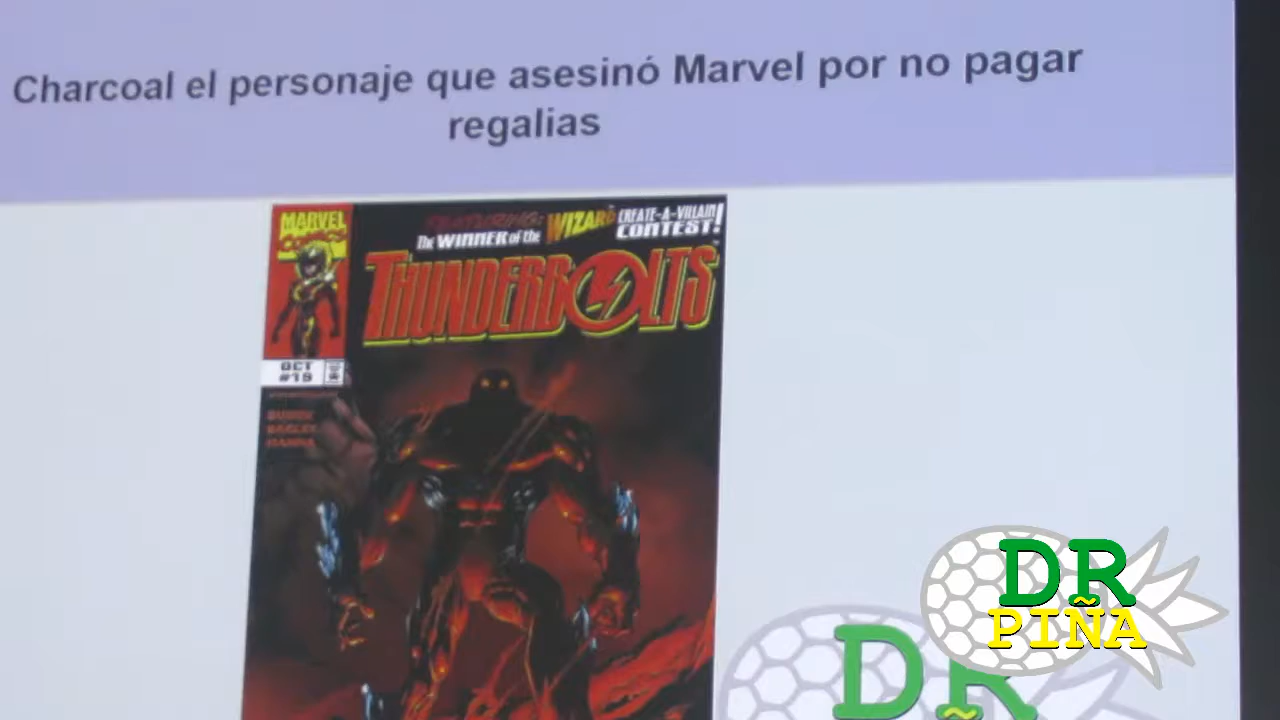 Charcoal el personaje que asesinó Marvel por no pagar
regalias
MARVEL
COMICS
FEATURING:
The WINNER of the WIZARD CREATE-A-VILLAIN CONTEST!
THUNDERBOLTS
OCT
#19
DR
PIÑA
DR